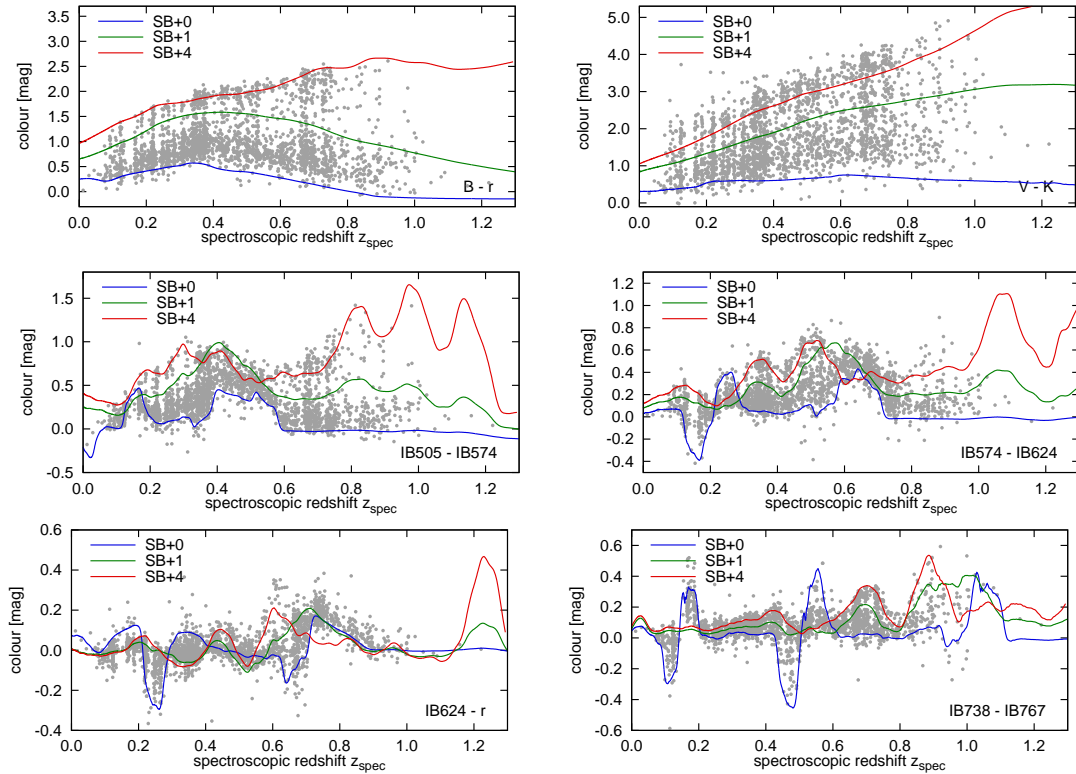 SB+0
SB+1
SB+4
colour [mag]
3.5
3.0
2.5
2.0
1.5
1.0
0.5
0.0
B - r
0.0 0.2 0.4 0.6 0.8 1.0 1.2
spectroscopic redshift z_spec
SB+0
SB+1
SB+4
colour [mag]
5.0
4.0
3.0
2.0
1.0
0.0
V - K
0.0 0.2 0.4 0.6 0.8 1.0 1.2
spectroscopic redshift z_spec
SB+0
SB+1
SB+4
colour [mag]
1.5
1.0
0.5
0.0
-0.5
IB505 - IB574
0.0 0.2 0.4 0.6 0.8 1.0 1.2
spectroscopic redshift z_spec
SB+0
SB+1
SB+4
colour [mag]
1.2
1.0
0.8
0.6
0.4
0.2
0.0
-0.2
-0.4
IB574 - IB624
0.0 0.2 0.4 0.6 0.8 1.0 1.2
spectroscopic redshift z_spec
SB+0
SB+1
SB+4
colour [mag]
0.6
0.4
0.2
0.0
-0.2
-0.4
IB624 - r
0.0 0.2 0.4 0.6 0.8 1.0 1.2
spectroscopic redshift z_spec
SB+0
SB+1
SB+4
colour [mag]
0.6
0.4
0.2
0.0
-0.2
-0.4
-0.6
IB738 - IB767
0.0 0.2 0.4 0.6 0.8 1.0 1.2
spectroscopic redshift z_spec